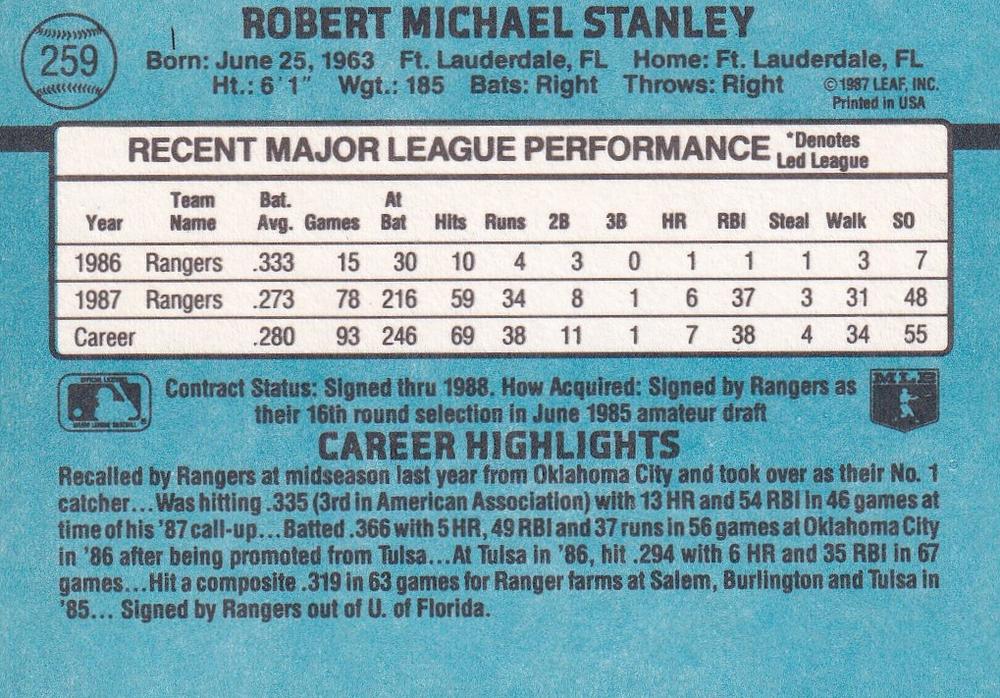 ROBERT MICHAEL STANLEY
259
Born: June 25, 1963 Ft. Lauderdale, FL Home: Ft. Lauderdale, FL
Ht.: 6'1" Wgt.: 185 Bats: Right Throws: Right
©1987 LEAF, INC.
Printed in USA
RECENT MAJOR LEAGUE PERFORMANCE *Denotes
Led League
Year Team Name Bat. Avg. Games At Bat Hits Runs 2B 3B HR RBI Steal Walk SO
1986 Rangers .333 15 30 10 4 3 0 1 1 1 3 7
1987 Rangers .273 78 216 59 34 8 1 6 37 3 31 48
Career .280 93 246 69 38 11 1 7 38 4 34 55
Contract Status: Signed thru 1988. How Acquired: Signed by Rangers as
their 16th round selection in June 1985 amateur draft
MLB
CAREER HIGHLIGHTS
Recalled by Rangers at midseason last year from Oklahoma City and took over as their No. 1
catcher...Was hitting .335 (3rd in American Association) with 13 HR and 54 RBI in 46 games at
time of his '87 call-up...Batted .366 with 5 HR, 49 RBI and 37 runs in 56 games at Oklahoma City
in '86 after being promoted from Tulsa...At Tulsa in '86, hit .294 with 6 HR and 35 RBI in 67
games...Hit a composite .319 in 63 games for Ranger farms at Salem, Burlington and Tulsa in
'85... Signed by Rangers out of U. of Florida.